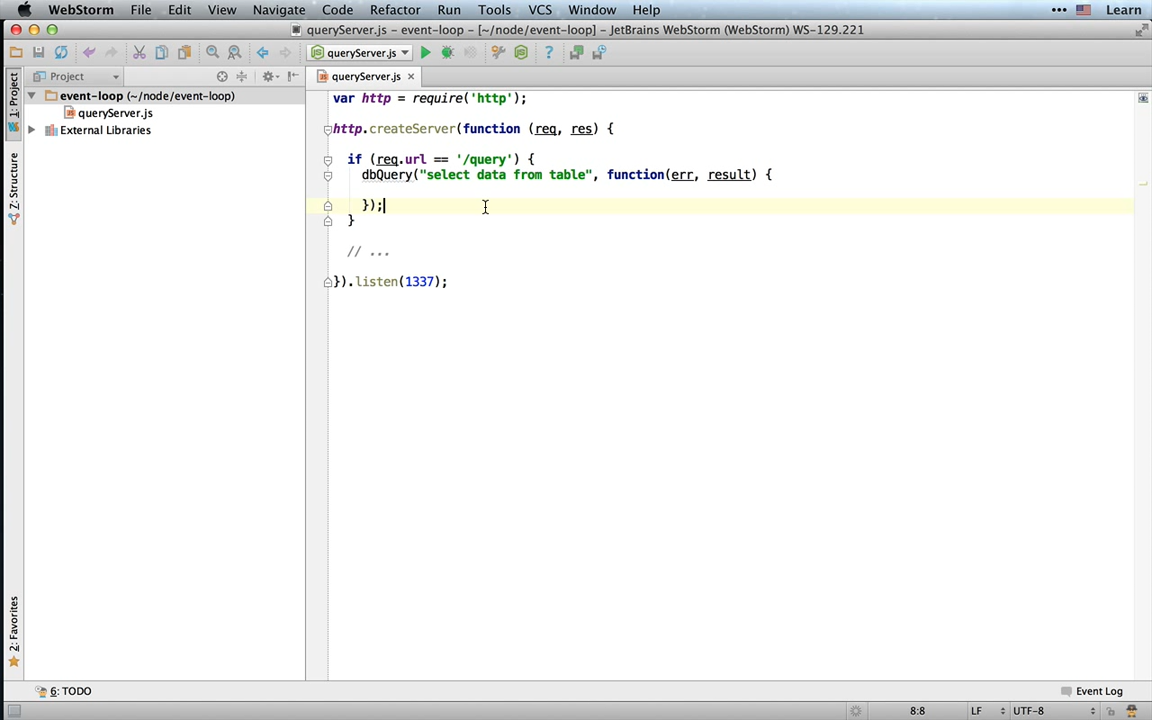 WebStorm File Edit View Navigate Code Refactor Run Tools VCS Window Help Learn
queryServer.js - event-loop - [~/node/event-loop] - JetBrains WebStorm (WebStorm) WS-129.221
queryServer.js
Project
queryServer.js
event-loop (~/node/event-loop)
queryServer.js
External Libraries
1: Project
7: Structure
2: Favorites
var http = require('http');
http.createServer(function (req, res) {
if (req.url == '/query') {
dbQuery("select data from table", function(err, result) {
});
}
// ...
}).listen(1337);
6: TODO
Event Log
8:8 LF UTF-8